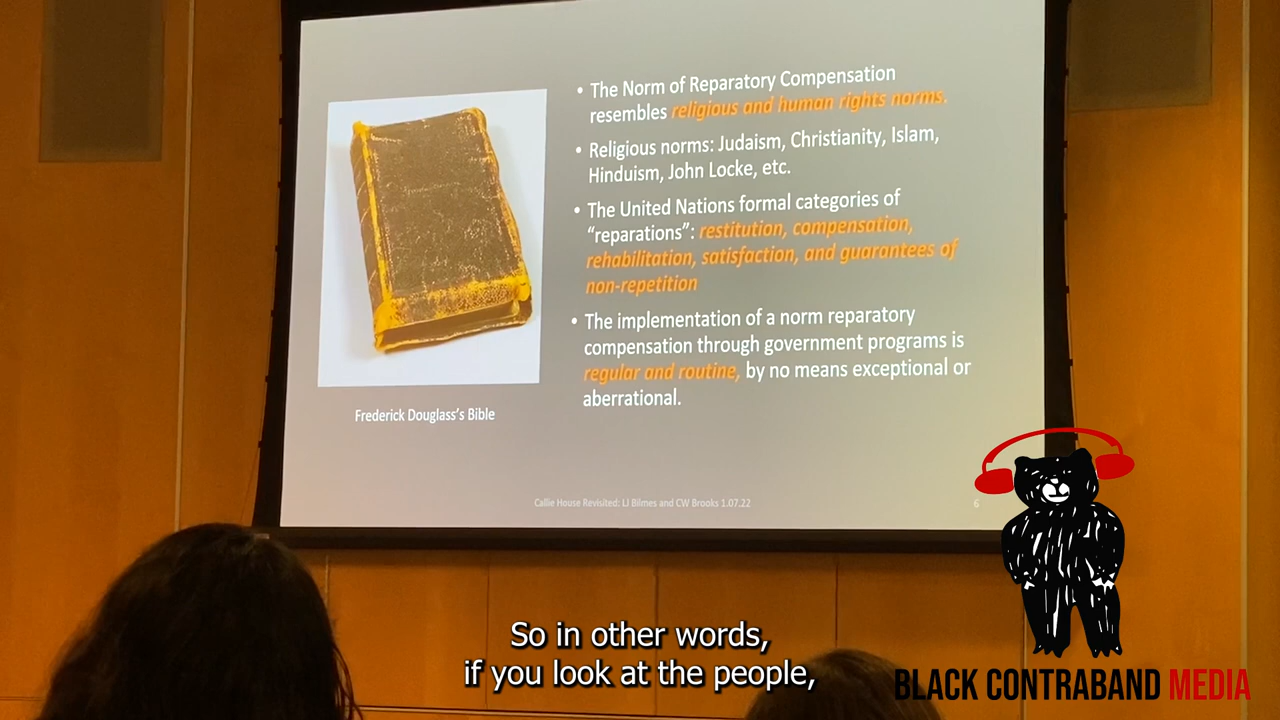 • The Norm of Reparatory Compensation
resembles religious and human rights norms.
• Religious norms: Judaism, Christianity, Islam,
Hinduism, John Locke, etc.
• The United Nations formal categories of
“reparations”: restitution, compensation,
rehabilitation, satisfaction, and guarantees of
non-repetition
• The implementation of a norm reparatory
compensation through government programs is
regular and routine, by no means exceptional or
aberrational.
Frederick Douglass’s Bible
Callie House Revisited: LJ Bilmes and CW Brooks 1.07.22
6
So in other words,
if you look at the people,
BLACK CONTRABAND MEDIA